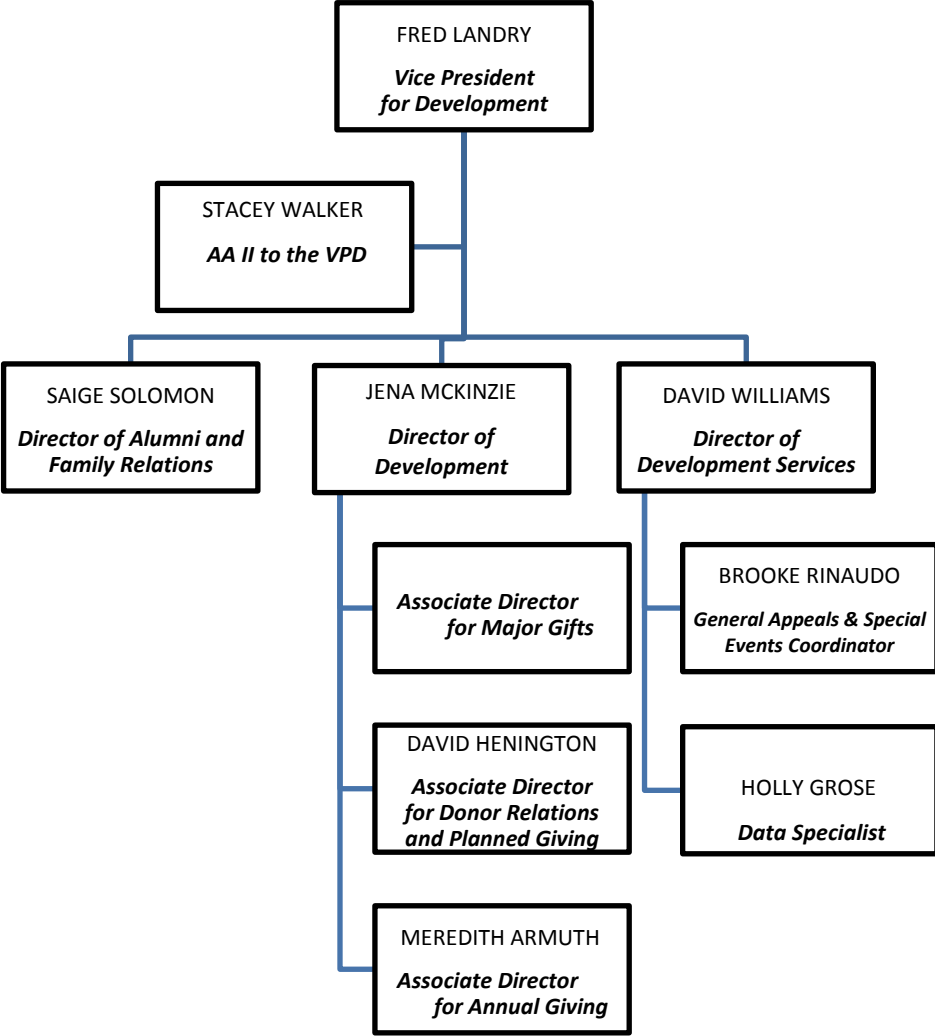 FRED LANDRY
Vice President
for Development
STACEY WALKER
AA II to the VPD
SAIGE SOLOMON
Director of Alumni and
Family Relations
JENA MCKINZIE
Director of
Development
DAVID WILLIAMS
Director of
Development Services
Associate Director
for Major Gifts
DAVID HENINGTON
Associate Director
for Donor Relations
and Planned Giving
MEREDITH ARMUTH
Associate Director
for Annual Giving
BROOKE RINAUDO
General Appeals & Special
Events Coordinator
HOLLY GROSE
Data Specialist